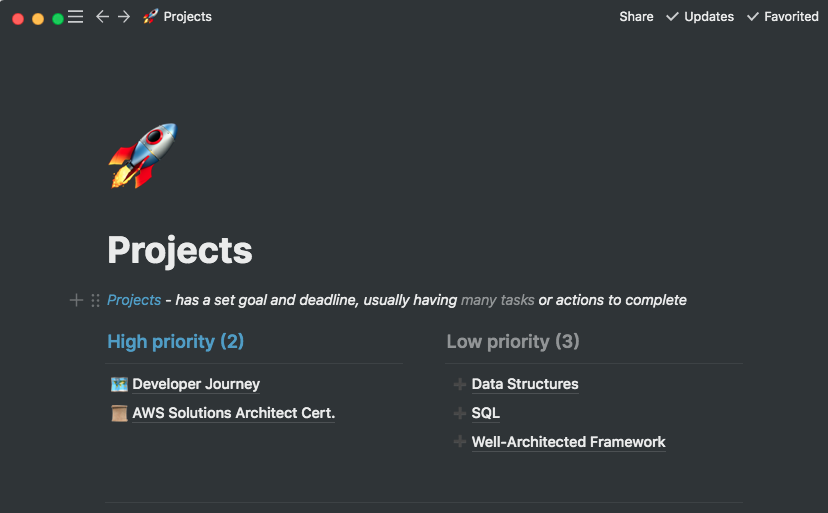 Projects
Share
Updates
Favorited
Projects
Projects - has a set goal and deadline, usually having many tasks or actions to complete
High priority (2)
Developer Journey
AWS Solutions Architect Cert.
Low priority (3)
Data Structures
SQL
Well-Architected Framework